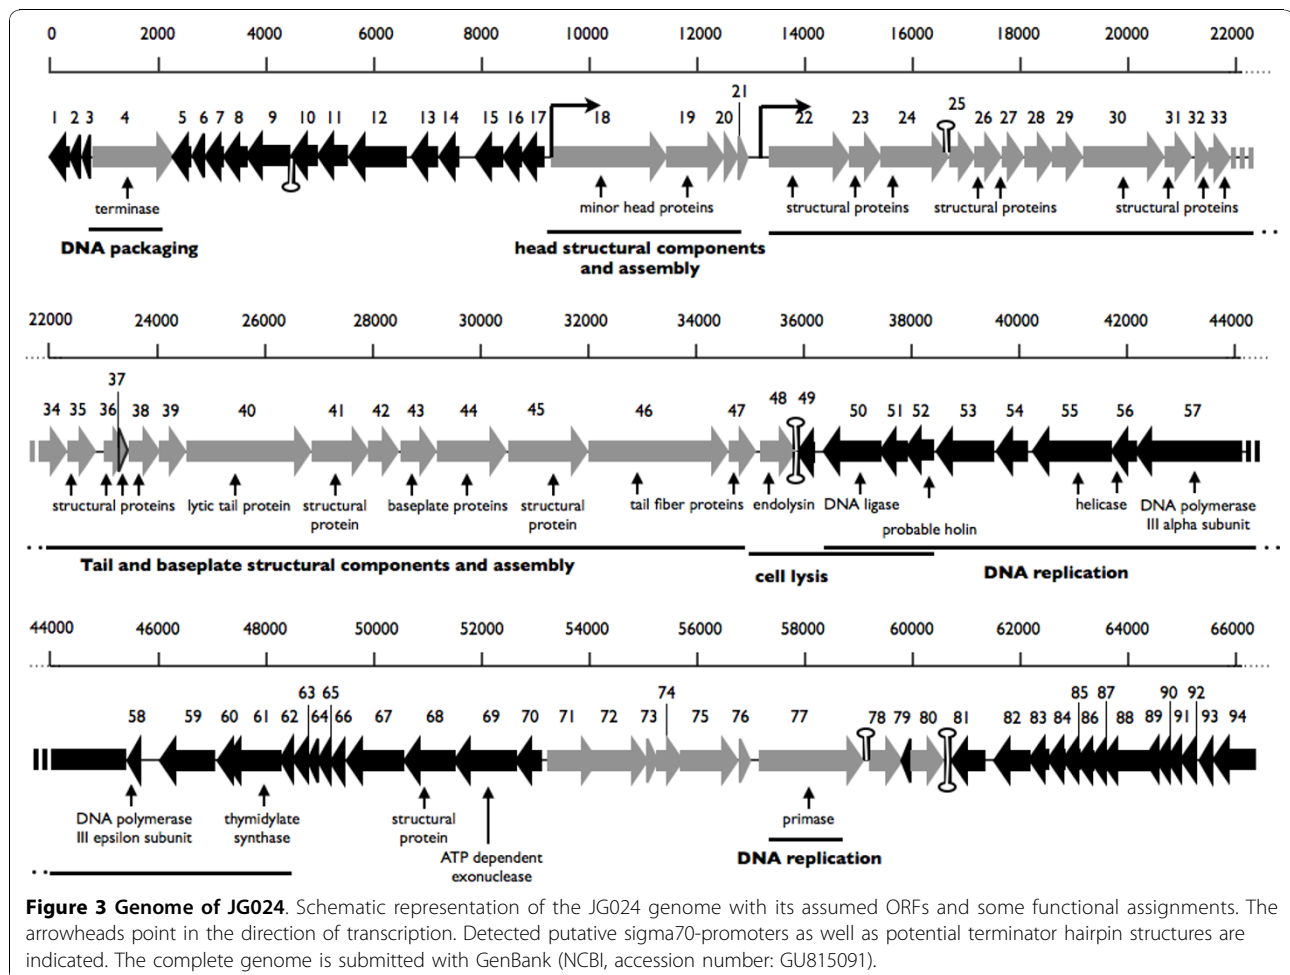 0 2000 4000 6000 8000 10000 12000 14000 16000 18000 20000 22000
21
1 2 3 4 5 6 7 8 9 10 11 12 13 14 15 16 17 18 19 20 22 23 24 25 26 27 28 29 30 31 32 33
terminase minor head proteins structural proteins structural proteins structural proteins
DNA packaging head structural components
and assembly
22000 24000 26000 28000 30000 32000 34000 36000 38000 40000 42000 44000
37
34 35 36 38 39 40 41 42 43 44 45 46 47 48 49 50 51 52 53 54 55 56 57
structural proteins lytic tail protein structural baseplate proteins structural tail fiber proteins endolysin DNA ligase helicase DNA polymerase
protein protein probable holin III alpha subunit
Tail and baseplate structural components and assembly cell lysis DNA replication
44000 46000 48000 50000 52000 54000 56000 58000 60000 62000 64000 66000
63 65 74 85 87 90 92
58 59 60 61 62 64 66 67 68 69 70 71 72 73 75 76 77 78 79 80 81 82 83 84 86 88 89 91 93 94
DNA polymerase thymidylate structural primase
III epsilon subunit synthase protein
ATP dependent DNA replication
exonuclease
Figure 3 Genome of JG024. Schematic representation of the JG024 genome with its assumed ORFs and some functional assignments. The
arrowheads point in the direction of transcription. Detected putative sigma70-promoters as well as potential terminator hairpin structures are
indicated. The complete genome is submitted with GenBank (NCBI, accession number: GU815091).